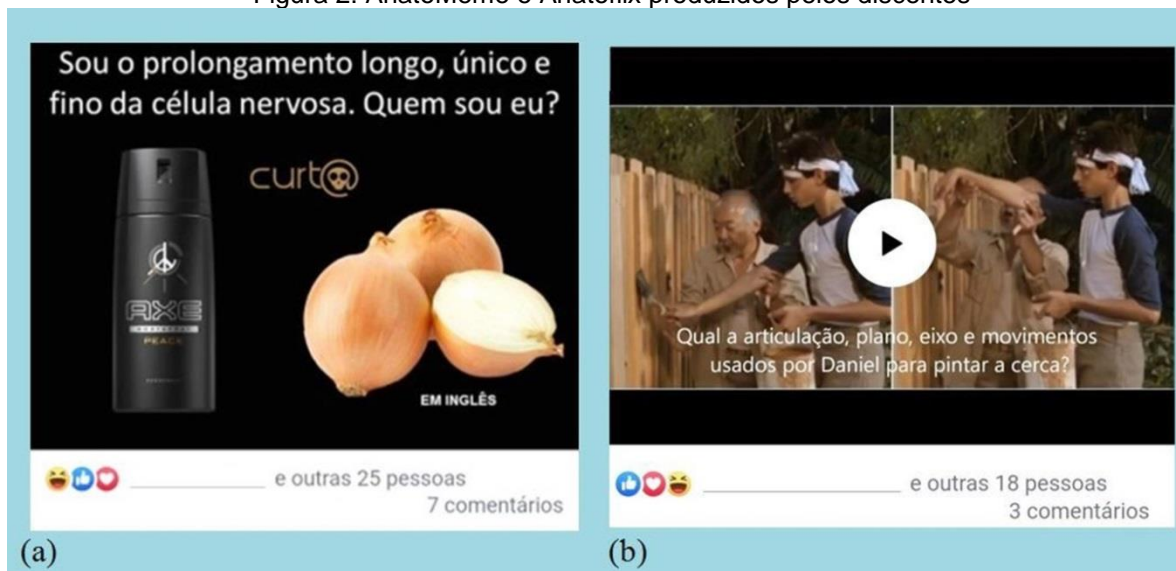 Figura 2: AnatoMeme e Anatoflix produzidos pelos discentes
Sou o prolongamento longo, único e
fino da célula nervosa. Quem sou eu?
curt@
AXE
PEACE
EM INGLÊS
e outras 25 pessoas
7 comentários
(a)
Qual a articulação, plano, eixo e movimentos
usados por Daniel para pintar a cerca?
e outras 18 pessoas
3 comentários
(b)